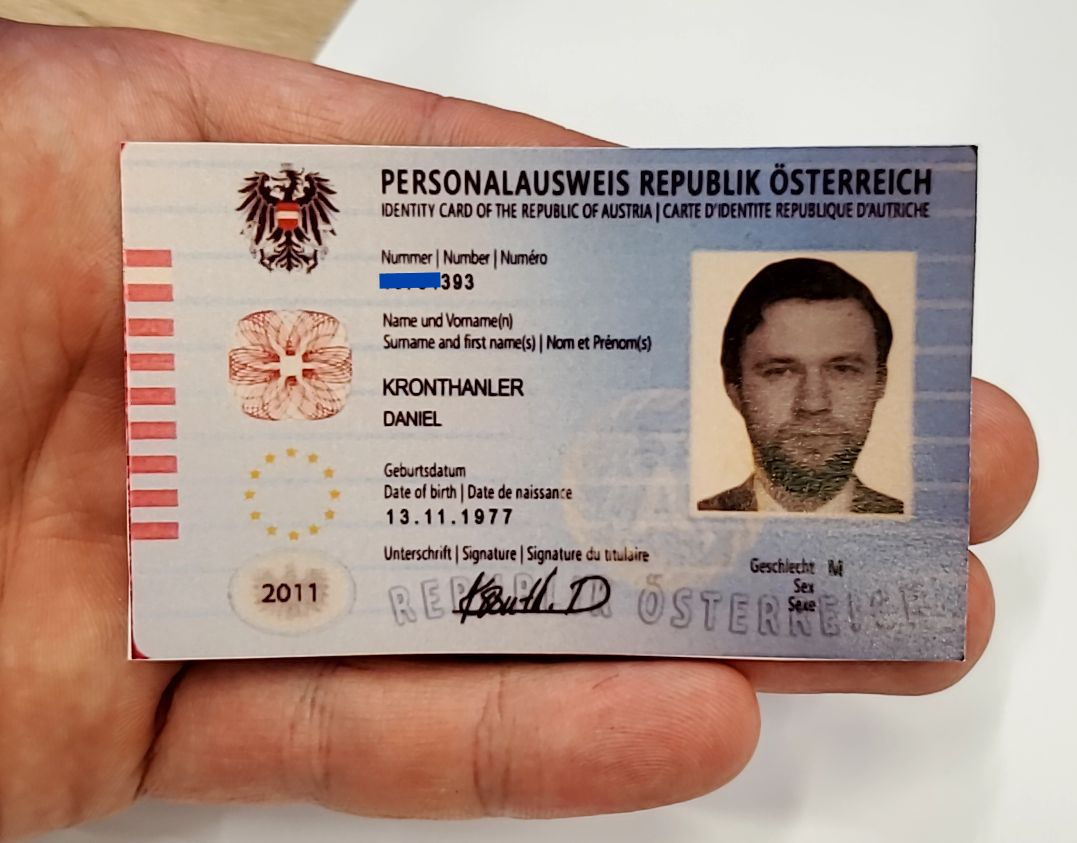 PERSONALAUSWEIS REPUBLIK ÖSTERREICH
IDENTITY CARD OF THE REPUBLIC OF AUSTRIA | CARTE D'IDENTITE REPUBLIQUE D'AUTRICHE
Nummer | Number | Numéro
393
Name und Vorname(n)
Surname and first name(s) | Nom et Prénom(s)
KRONTHANLER
DANIEL
Geburtsdatum
Date of birth | Date de naissance
13.11.1977
Unterschrift | Signature | Signature du titulaire
Geschlecht M
Sex
Sexe
2011
Kronth. D
REPUBLIK ÖSTERREICH